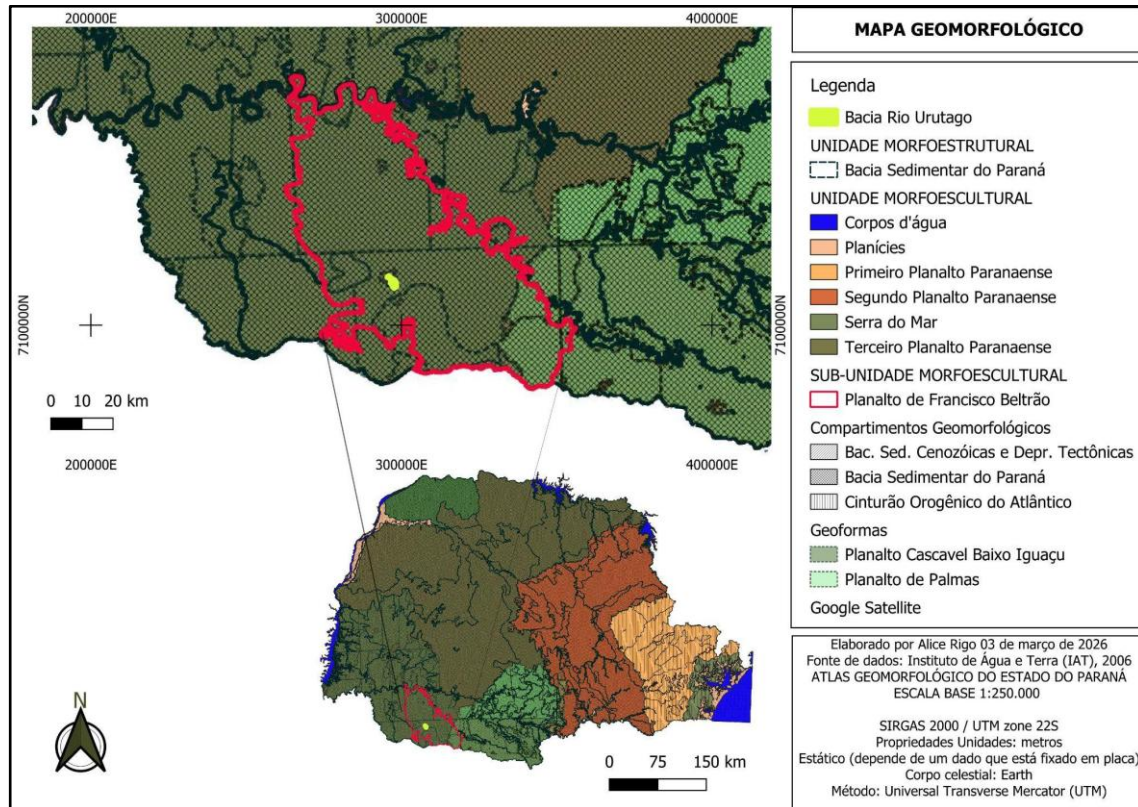 200000E 300000E 400000E
7100000N
7100000N
0 10 20 km
200000E 300000E 400000E
N
0 75 150 km
MAPA GEOMORFOLÓGICO
Legenda
Bacia Rio Urutago
UNIDADE MORFOESTRUTURAL
Bacia Sedimentar do Paraná
UNIDADE MORFOESCULTURAL
Corpos d'água
Planícies
Primeiro Planalto Paranaense
Segundo Planalto Paranaense
Serra do Mar
Terceiro Planalto Paranaense
SUB-UNIDADE MORFOESCULTURAL
Planalto de Francisco Beltrão
Compartimentos Geomorfológicos
Bac. Sed. Cenozóicas e Depr. Tectônicas
Bacia Sedimentar do Paraná
Cinturão Orogênico do Atlântico
Geoformas
Planalto Cascavel Baixo Iguaçu
Planalto de Palmas
Google Satellite
Elaborado por Alice Rigo 03 de março de 2026
Fonte de dados: Instituto de Água e Terra (IAT), 2006
ATLAS GEOMORFOLÓGICO DO ESTADO DO PARANÁ
ESCALA BASE 1:250.000
SIRGAS 2000 / UTM zone 22S
Propriedades Unidades: metros
Estático (depende de um dado que está fixado em placa)
Corpo celestial: Earth
Método: Universal Transverse Mercator (UTM)